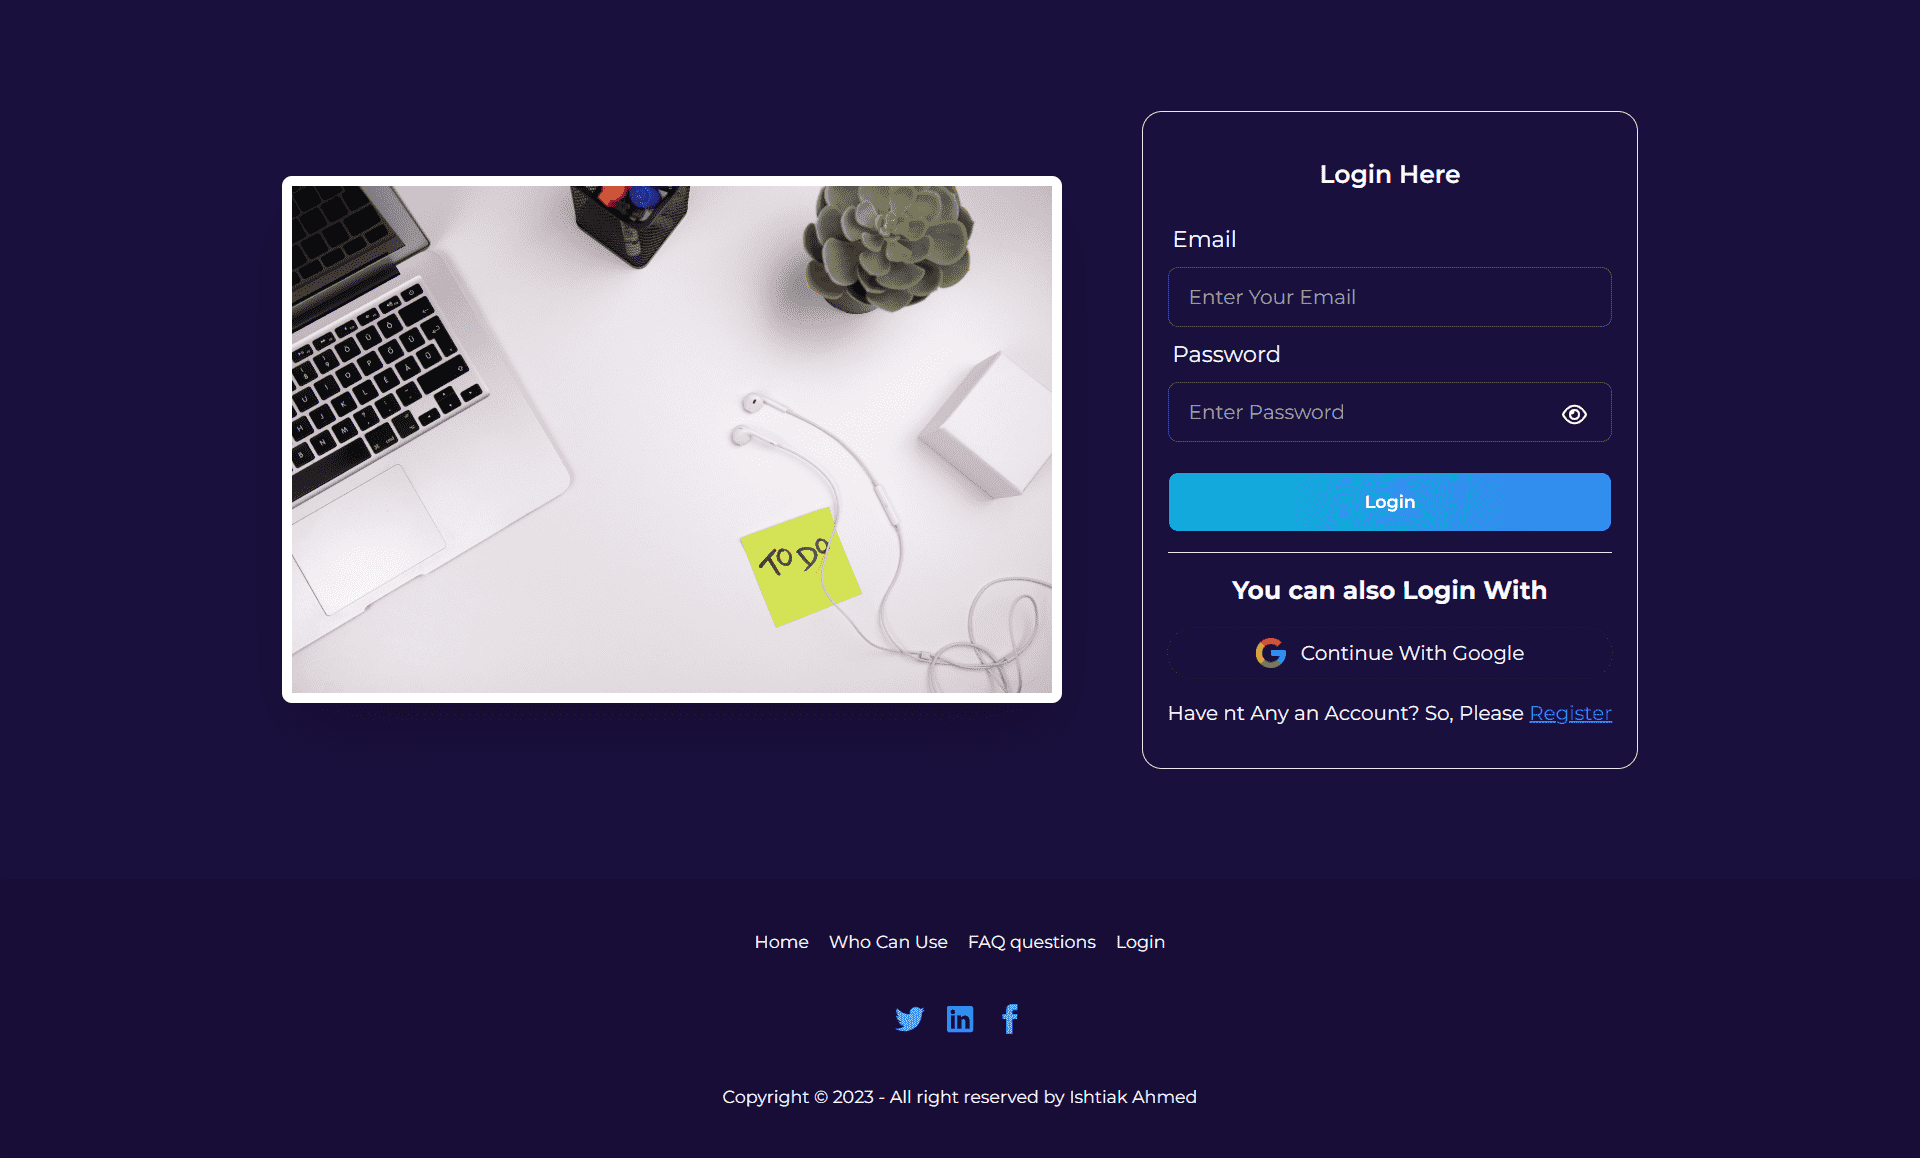 TO DO
Login Here
Email
Enter Your Email
Password
Enter Password
Login
You can also Login With
Continue With Google
Have nt Any an Account? So, Please Register
Home Who Can Use FAQ questions Login
Copyright © 2023 - All right reserved by Ishtiak Ahmed